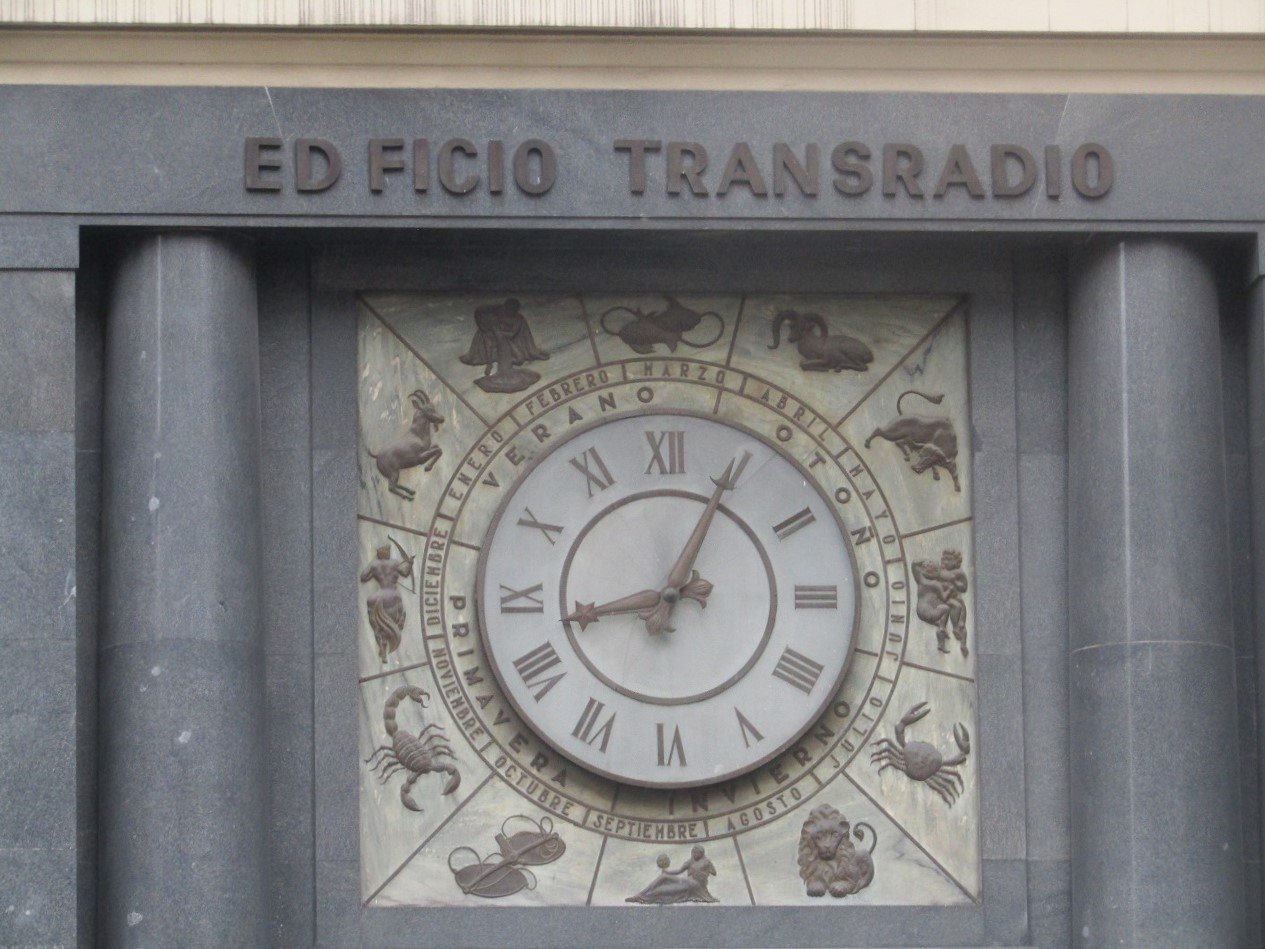 ED FICIO TRANSRADIO
ENERO
FEBRERO
MARZO
ABRIL
MAYO
JUNIO
JULIO
AGOSTO
SEPTIEMBRE
OCTUBRE
NOVIEMBRE
DICIEMBRE
VERANO
OTOÑO
INVIERNO
PRIMAVERA
XII
I
II
III
IIII
V
VI
VII
VIII
IX
X
XI